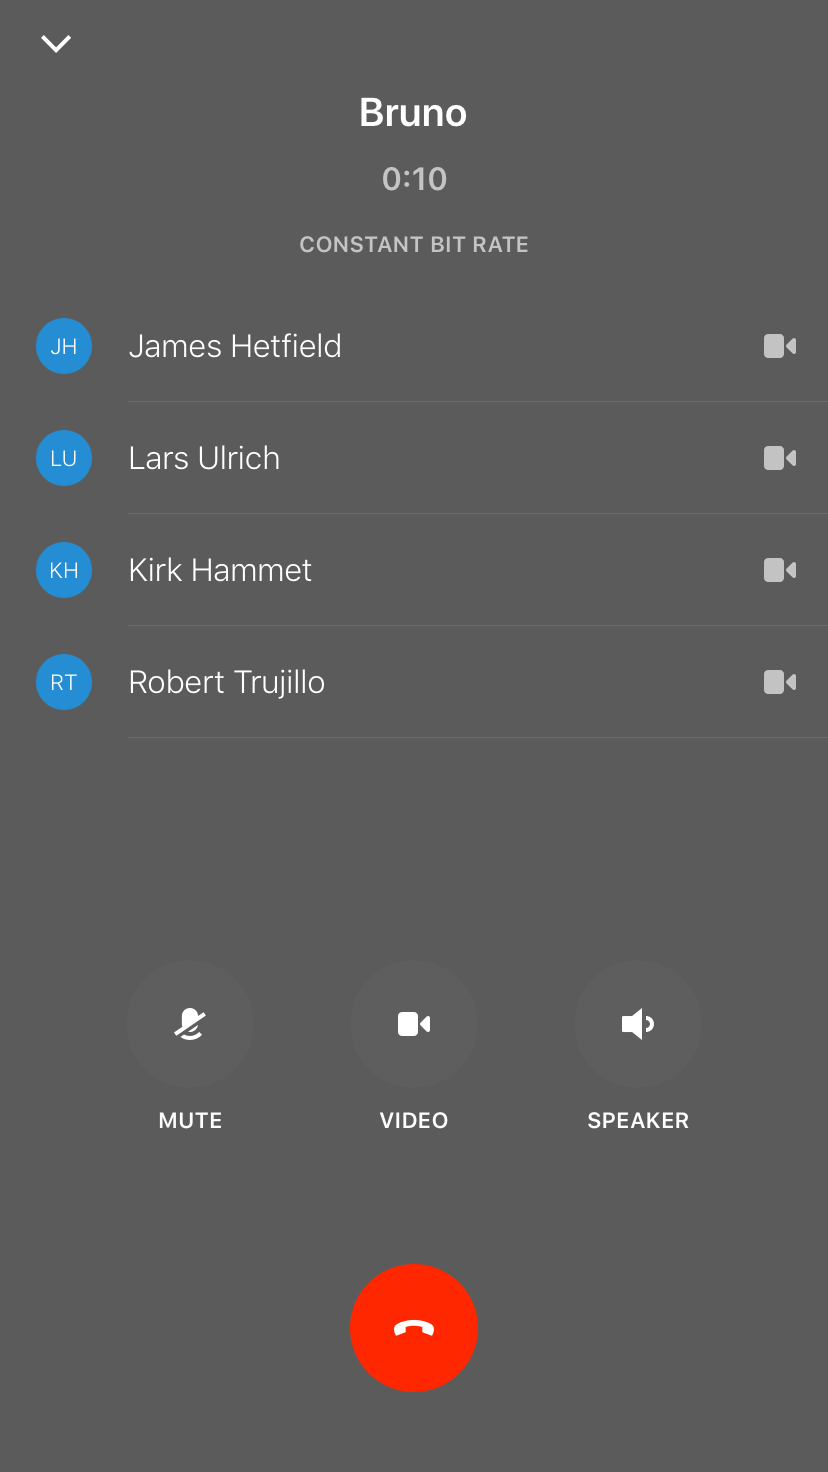 Bruno
0:10
CONSTANT BIT RATE
JH James Hetfield
LU Lars Ulrich
KH Kirk Hammet
RT Robert Trujillo
MUTE VIDEO SPEAKER